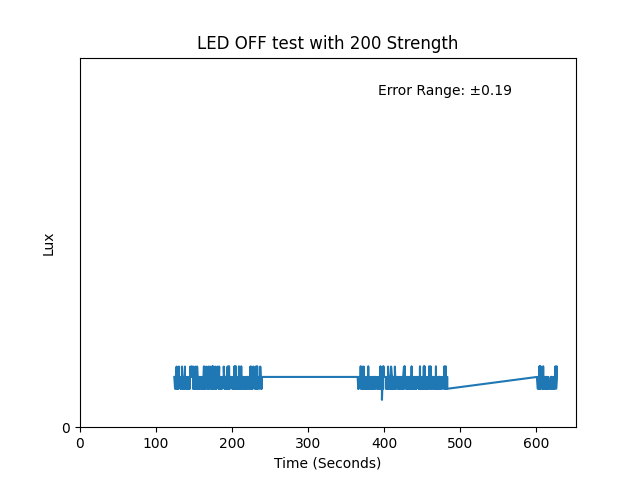 LED OFF test with 200 Strength
Error Range: ±0.19
Lux
0
0 100 200 300 400 500 600
Time (Seconds)